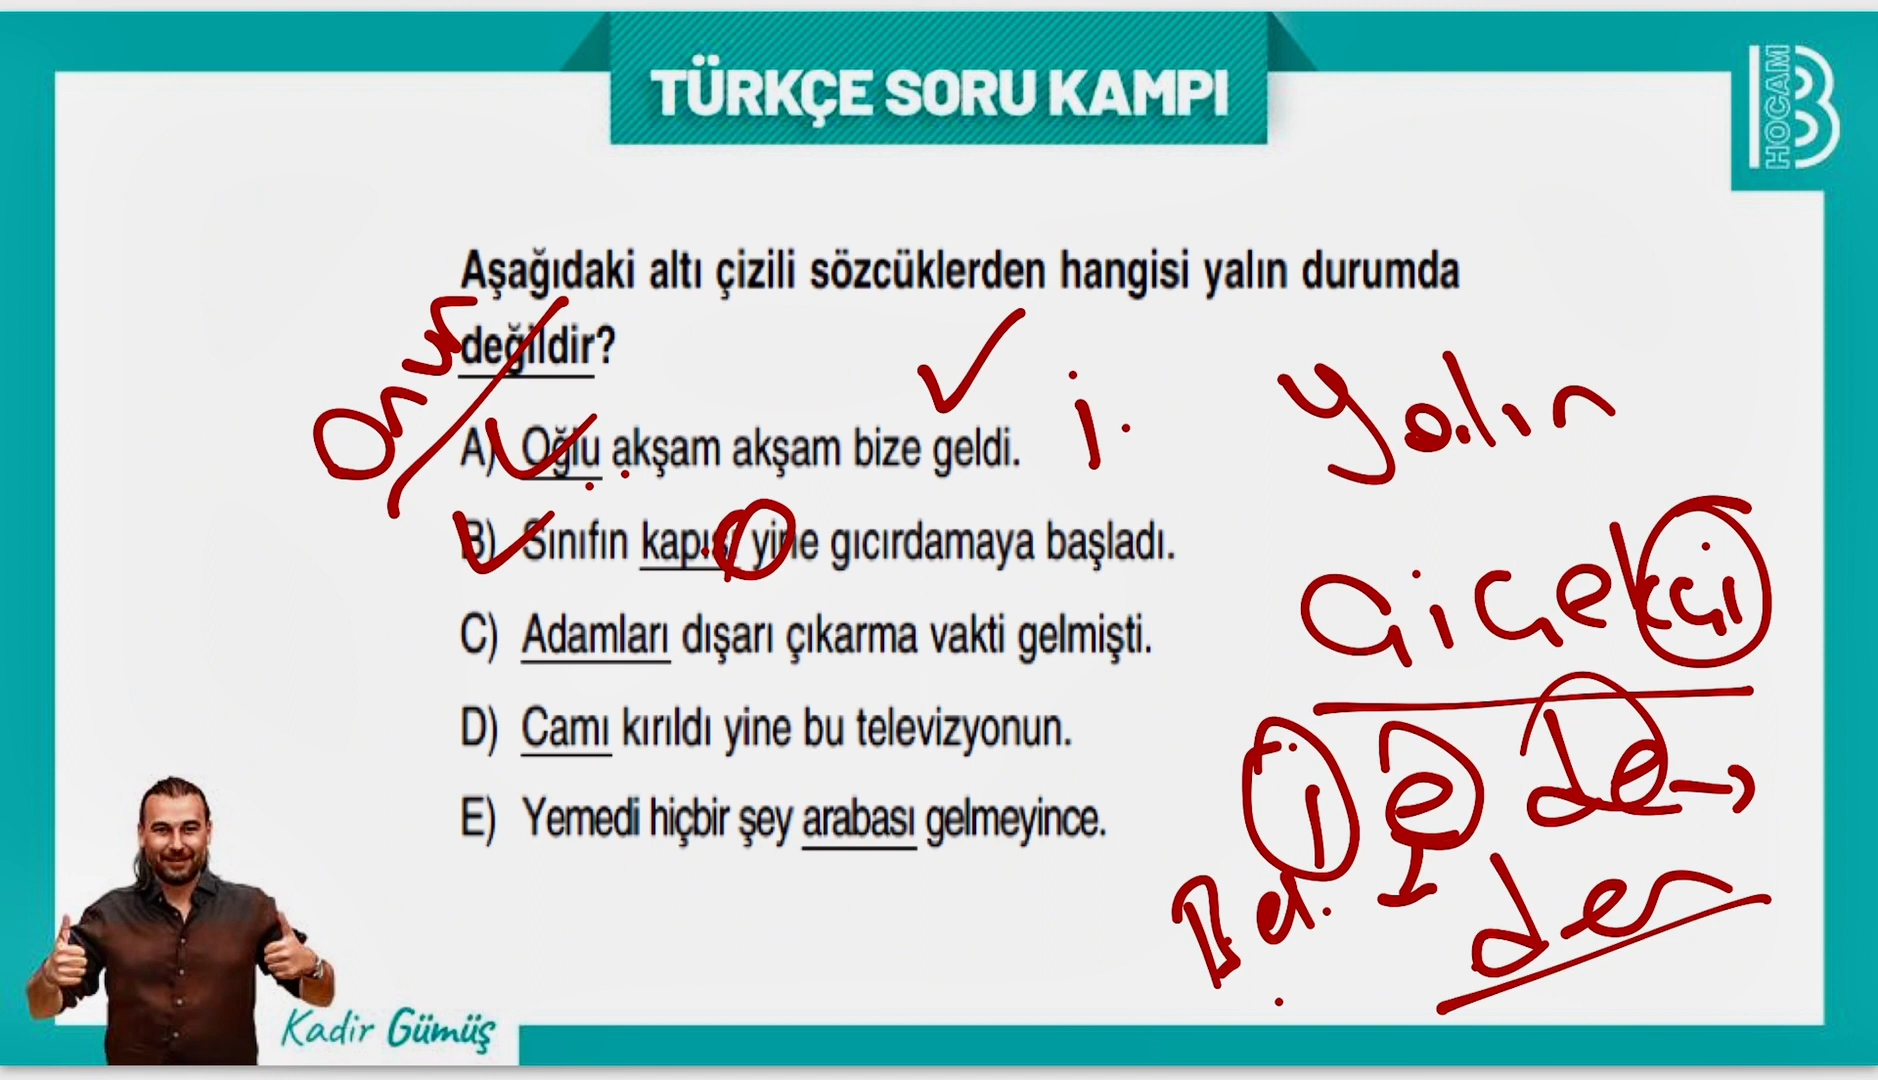 TÜRKÇE SORU KAMPI
HOCAM
B
Aşağıdaki altı çizili sözcüklerden hangisi yalın durumda
değildir?
Onun
A) Oğlu akşam akşam bize geldi.
i
Yalın
B) Sınıfın kapısı yine gıcırdamaya başladı.
Çiçekçi
C) Adamları dışarı çıkarma vakti gelmişti.
D) Camı kırıldı yine bu televizyonun.
i e de
E) Yemedi hiçbir şey arabası gelmeyince.
Bel.
den
Kadir Gümüş